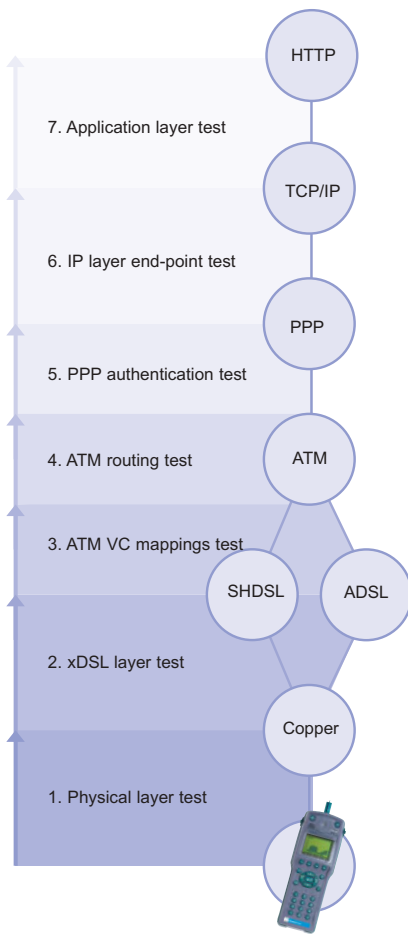 HTTP
7. Application layer test
TCP/IP
6. IP layer end-point test
PPP
5. PPP authentication test
4. ATM routing test
ATM
3. ATM VC mappings test
SHDSL
ADSL
2. xDSL layer test
Copper
1. Physical layer test